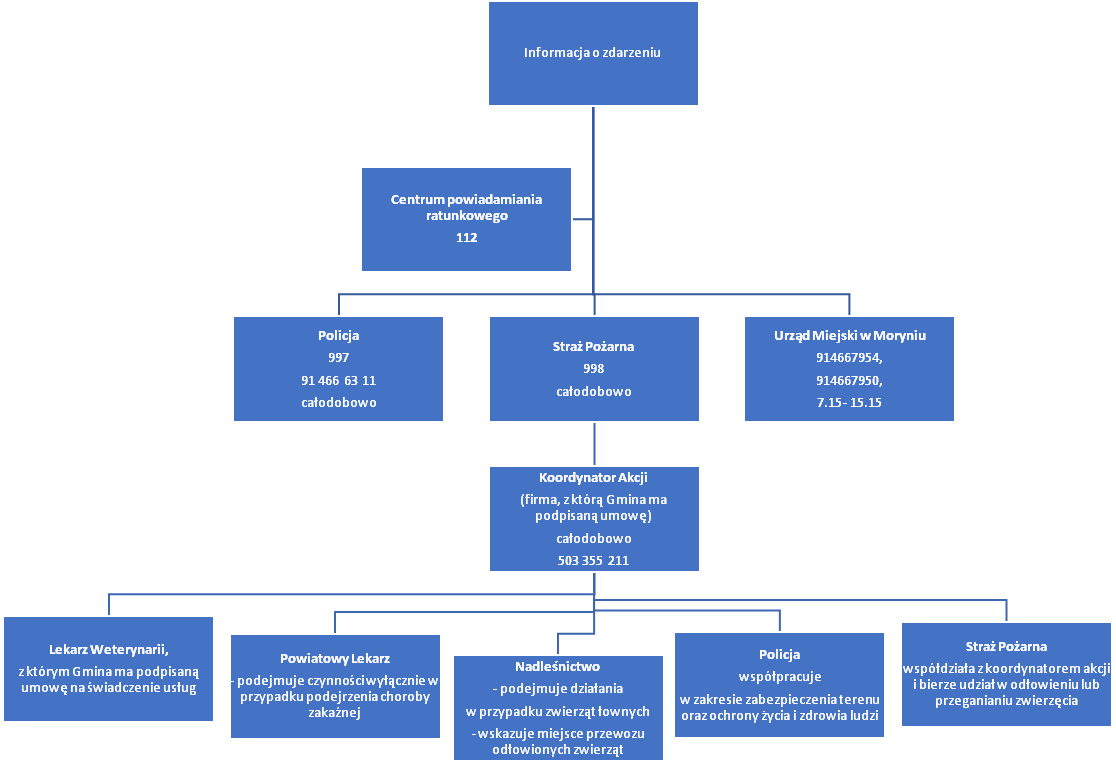 Informacja o zdarzeniu
Centrum powiadamiania
ratunkowego
112
Policja
997
91 466 63 11
całodobowo
Straż Pożarna
998
całodobowo
Urząd Miejski w Moryniu
914667954,
914667950,
7.15- 15.15
Koordynator Akcji
(firma, z którą Gmina ma
podpisaną umowę)
całodobowo
503 355 211
Lekarz Weterynarii,
z którym Gmina ma podpisaną
umowę na świadczenie usług
Powiatowy Lekarz
- podejmuje czynności wyłącznie w
przypadku podejrzenia choroby
zakaźnej
Nadleśnictwo
- podejmuje działania
w przypadku zwierząt łownych
- wskazuje miejsce przewozu
odłowionych zwierząt
Policja
współpracuje
w zakresie zabezpieczenia terenu
oraz ochrony życia i zdrowia ludzi
Straż Pożarna
współdziała z koordynatorem akcji
i bierze udział w odłowieniu lub
przeganianiu zwierzęcia